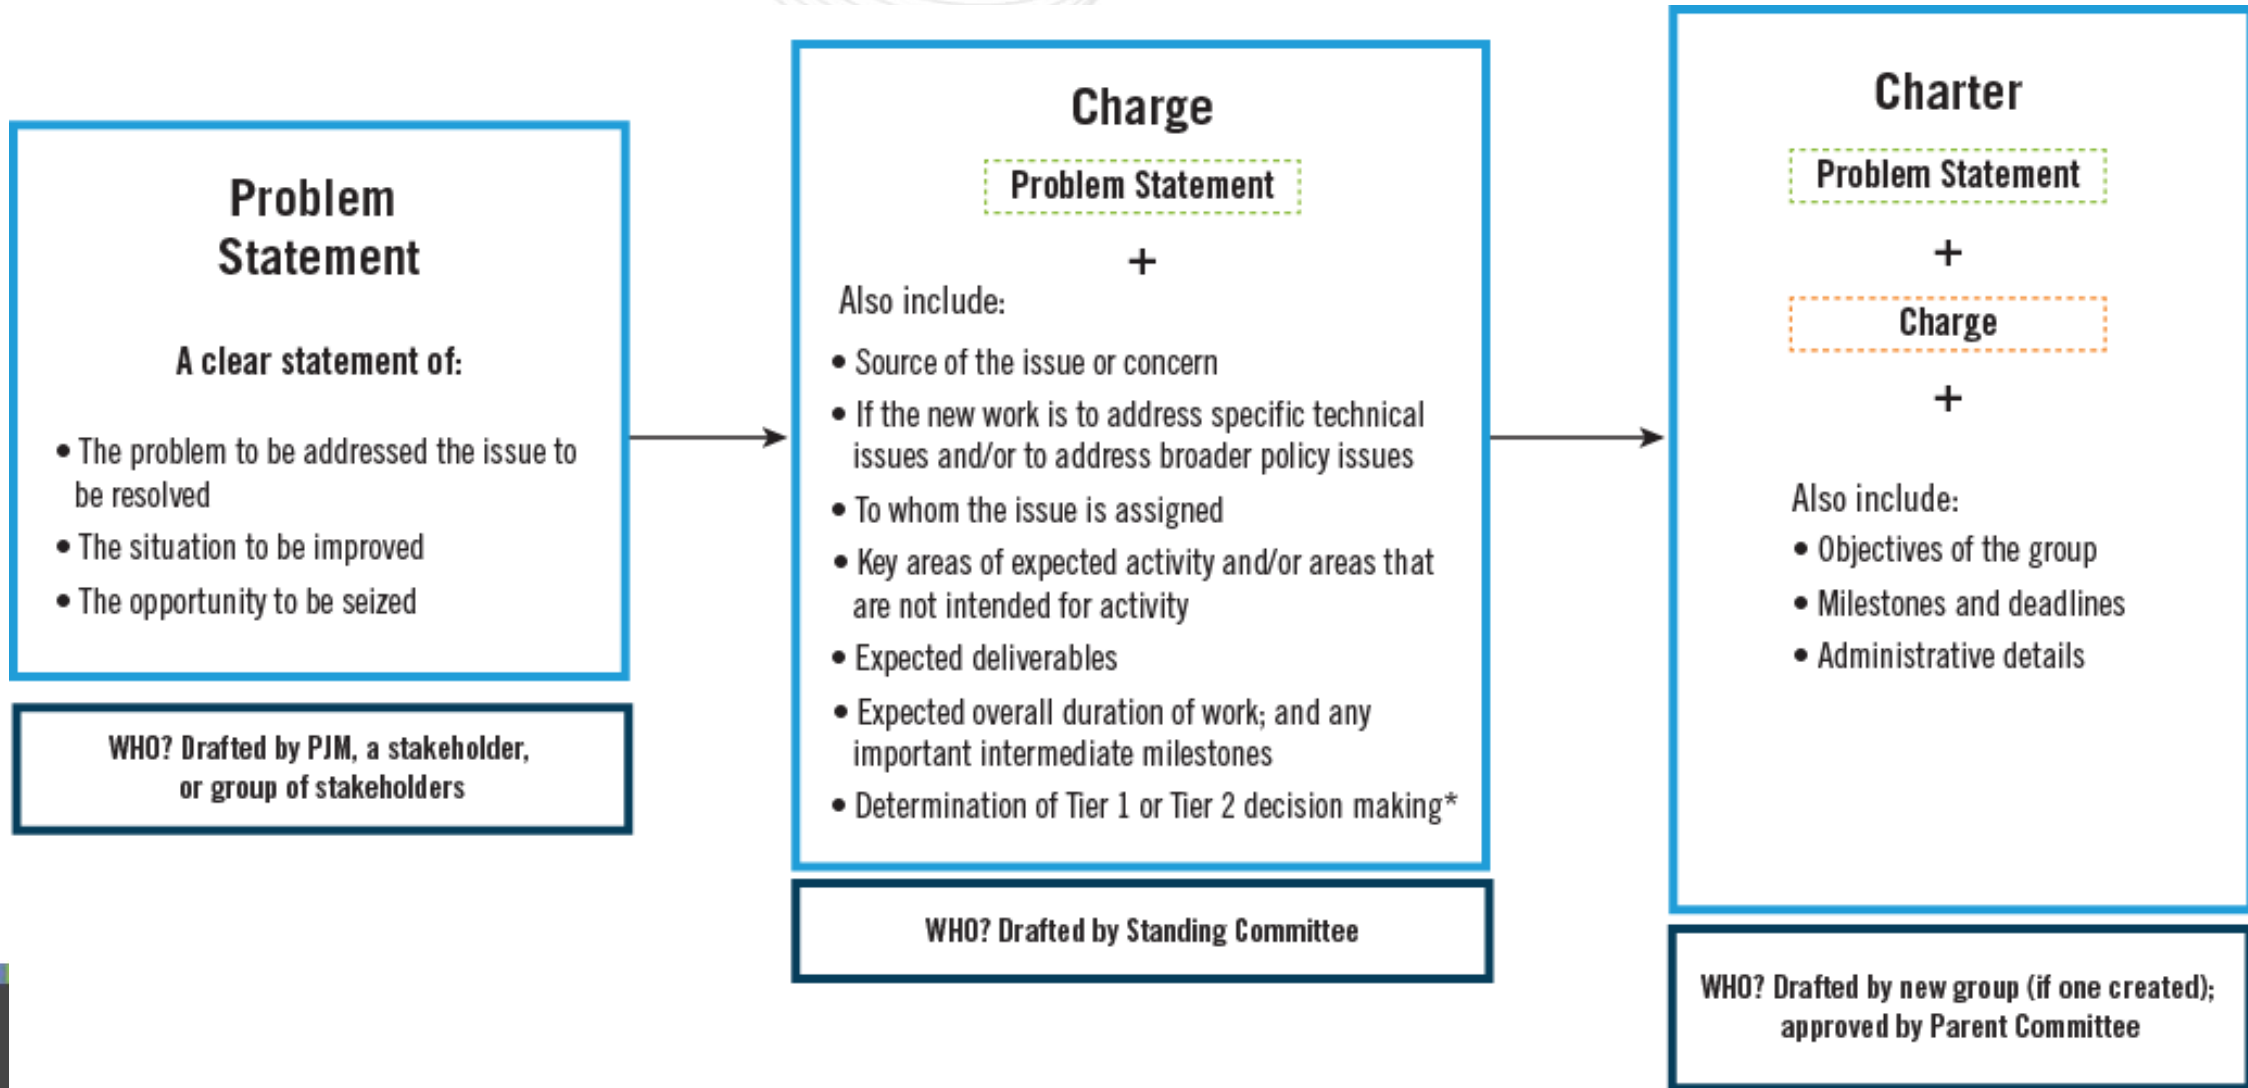 Problem
Statement
A clear statement of:
• The problem to be addressed the issue to
be resolved
• The situation to be improved
• The opportunity to be seized
WHO? Drafted by PJM, a stakeholder,
or group of stakeholders
Charge
Problem Statement
+
Also include:
• Source of the issue or concern
• If the new work is to address specific technical
issues and/or to address broader policy issues
• To whom the issue is assigned
• Key areas of expected activity and/or areas that
are not intended for activity
• Expected deliverables
• Expected overall duration of work; and any
important intermediate milestones
• Determination of Tier 1 or Tier 2 decision making*
WHO? Drafted by Standing Committee
Charter
Problem Statement
+
Charge
+
Also include:
• Objectives of the group
• Milestones and deadlines
• Administrative details
WHO? Drafted by new group (if one created);
approved by Parent Committee